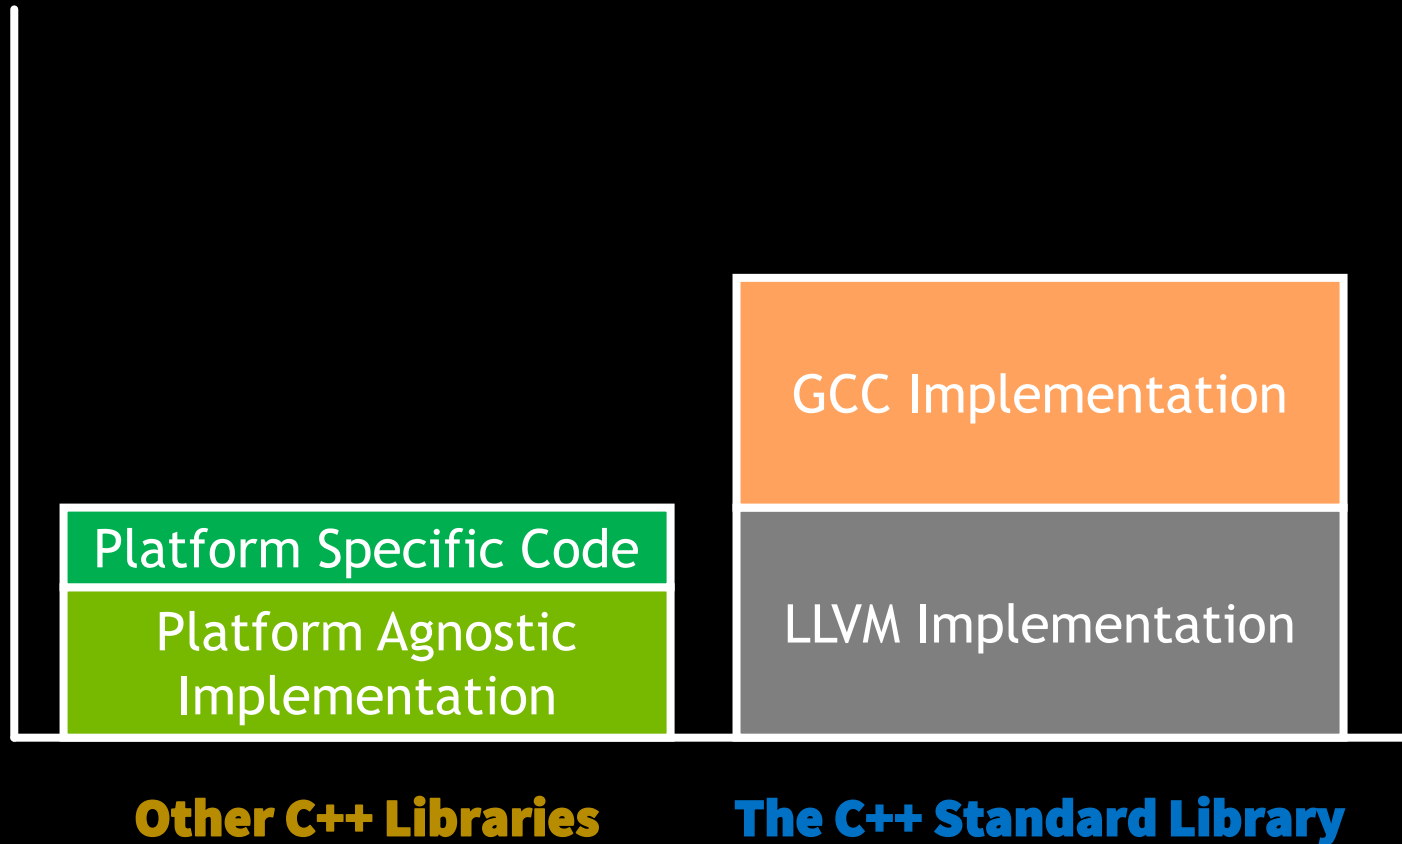 GCC Implementation
Platform Specific Code
Platform Agnostic
Implementation
LLVM Implementation
Other C++ Libraries
The C++ Standard Library